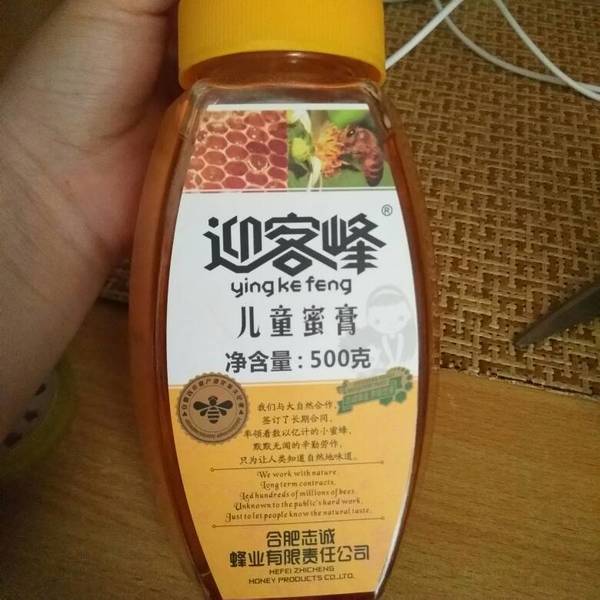 迎客蜂®
yingkefeng
儿童蜜膏
净含量:500克
我们与大自然合作,
签订了长期合同,
率领着数以亿计的小蜜蜂,
默默无闻的辛勤劳作,
只为让人类知道自然地味道。
We work with nature.
Long term contracts.
Led hundreds of millions of bees.
Unknown to the public's hard work.
Just to let people know the natural taste.
合肥志诚
蜂业有限责任公司
HEFEI ZHICHENG
HONEY PRODUCTS CO.,LTD.